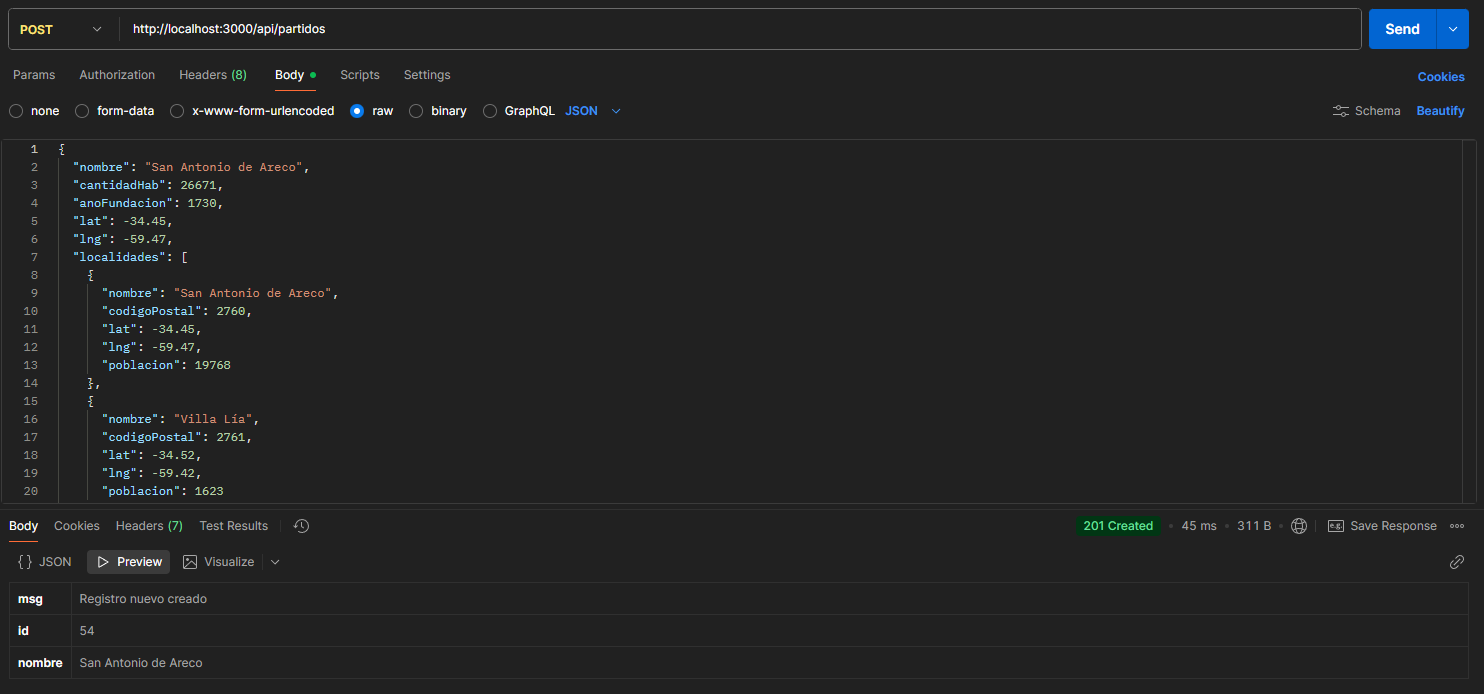 POST http://localhost:3000/api/partidos Send
Params Authorization Headers (8) Body Scripts Settings Cookies
none form-data x-www-form-urlencoded raw binary GraphQL JSON Schema Beautify
1 {
2 "nombre": "San Antonio de Areco",
3 "cantidadHab": 26671,
4 "anoFundacion": 1730,
5 "lat": -34.45,
6 "lng": -59.47,
7 "localidades": [
8 {
9 "nombre": "San Antonio de Areco",
10 "codigoPostal": 2760,
11 "lat": -34.45,
12 "lng": -59.47,
13 "poblacion": 19768
14 },
15 {
16 "nombre": "Villa Lía",
17 "codigoPostal": 2761,
18 "lat": -34.52,
19 "lng": -59.42,
20 "poblacion": 1623
Body Cookies Headers (7) Test Results 201 Created • 45 ms • 311 B • e.g. Save Response
{} JSON Preview Visualize
msg Registro nuevo creado
id 54
nombre San Antonio de Areco